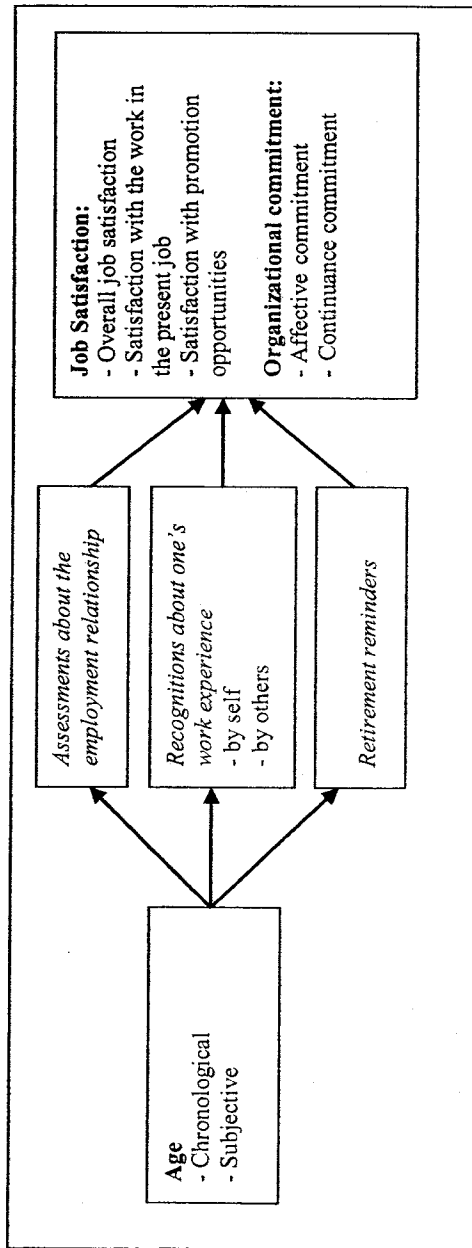 Age
- Chronological
- Subjective
Assessments about the
employment relationship
Recognitions about one's
work experience
- by self
- by others
Retirement reminders
Job Satisfaction:
- Overall job satisfaction
- Satisfaction with the work in
the present job
- Satisfaction with promotion
opportunities
Organizational commitment:
- Affective commitment
- Continuance commitment